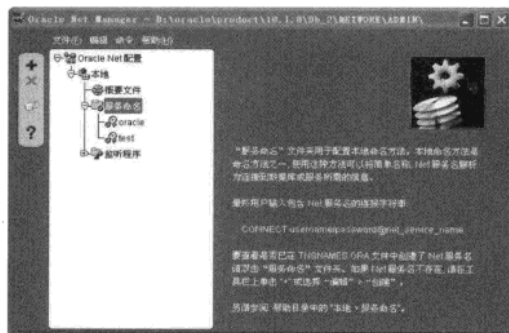 Oracle Net Manager - D:\oracle\product\10.1.0\Db_2\NETWORK\ADMIN\
文件(F) 编辑 命令 帮助(H)
Oracle Net 配置
本地
概要文件
服务命名
oracle
test
监听程序
“服务命名” 文件夹用于配置本地命名方法。本地命名方法是
命名方法之一, 使用这种方法可以将简单名称, Net 服务名解析
为连接到数据库或服务所需的信息。
最终用户输入包含 Net 服务名的连接字符串:
CONNECT username/password@net_service_name
要查看是否已在 TNSNAMES.ORA 文件中创建了 Net 服务名
请双击 “服务命名” 文件夹。如果 Net 服务名不存在, 请在工
具栏上单击 “+” 或选择 “编辑” > “创建” 。
另请参阅: 帮助目录中的 “本地 > 服务命名”。